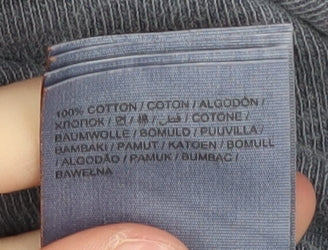 100% COTTON / COTON / ALGODÓN /
ХЛОПОК / 면 / 棉 / قطن / COTONE /
BAUMWOLLE / BOMULD / PUUVILLA /
BAMBAKI / PAMUT / KATOEN / BOMULL
/ ALGODÃO / PAMUK / BUMBAC /
BAWEŁNA